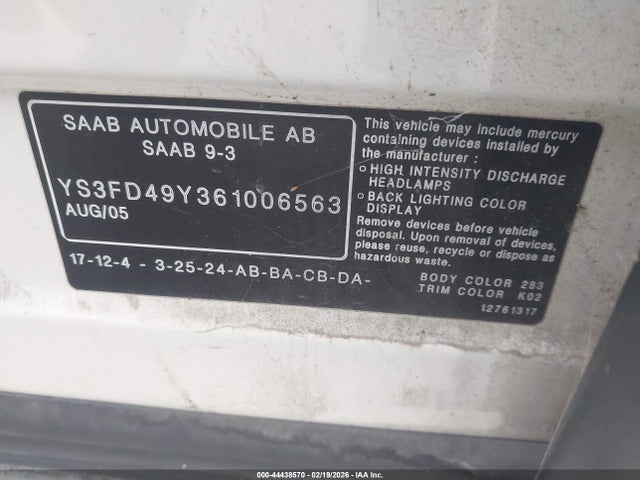 SAAB AUTOMOBILE AB
SAAB 9-3
YS3FD49Y361006563
AUG/05
17-12-4 - 3-25-24-AB-BA-CB-DA-
This vehicle may include mercury
containing devices installed by
the manufacturer :
o HIGH INTENSITY DISCHARGE
HEADLAMPS
o BACK LIGHTING COLOR
DISPLAY
Remove devices before vehicle
disposal. Upon removal of devices,
please reuse, recycle or dispose as
hazardous waste.
BODY COLOR 283
TRIM COLOR K02
12761317
000-44438570 - 02/19/2026 - IAA Inc.